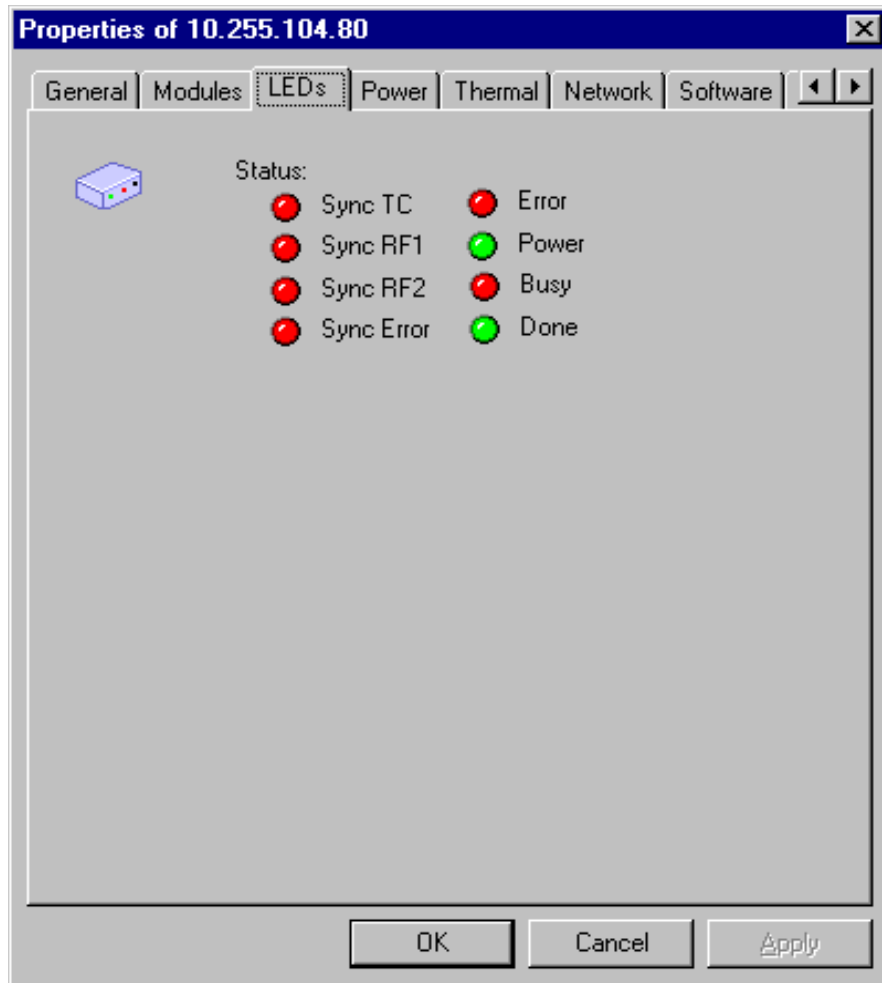 Properties of 10.255.104.80
General Modules LEDs Power Thermal Network Software
Status:
Sync TC Error
Sync RF1 Power
Sync RF2 Busy
Sync Error Done
OK Cancel Apply